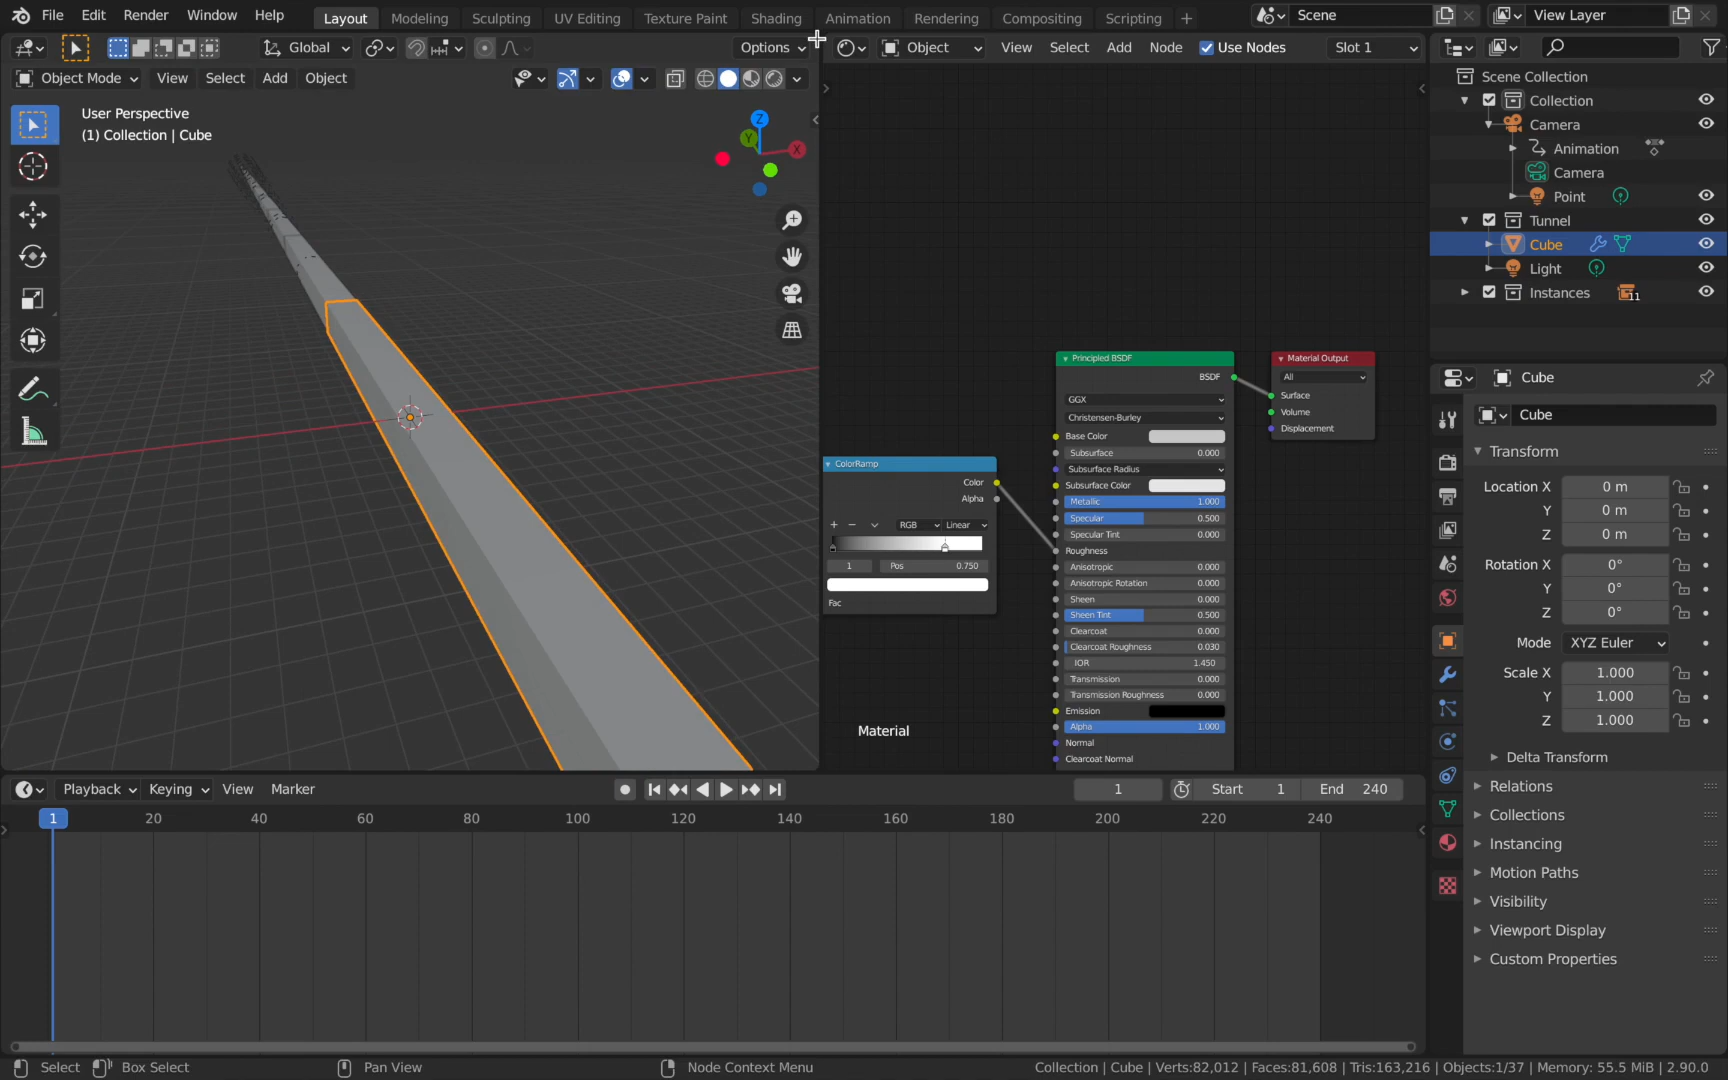 File Edit Render Window Help Layout Modeling Sculpting UV Editing Texture Paint Shading Animation Rendering Compositing Scripting + Scene View Layer
Global Options Object View Select Add Node Use Nodes Slot 1
Object Mode View Select Add Object
User Perspective
(1) Collection | Cube
Z
Y
X
Scene Collection
Collection
Camera
Animation
Camera
Point
Tunnel
Cube
Light
Instances 11
Principled BSDF
BSDF
GGX
Christensen-Burley
Base Color
Subsurface 0.000
Subsurface Radius
Subsurface Color
Metallic 1.000
Specular 0.500
Specular Tint 0.000
Roughness
Anisotropic 0.000
Anisotropic Rotation 0.000
Sheen 0.000
Sheen Tint 0.500
Clearcoat 0.000
Clearcoat Roughness 0.030
IOR 1.450
Transmission 0.000
Transmission Roughness 0.000
Emission
Alpha 1.000
Normal
Clearcoat Normal
Material Output
All
Surface
Volume
Displacement
ColorRamp
Color
Alpha
+ − RGB Linear
1 Pos 0.750
Fac
Material
Cube
Cube
Transform
Location X 0 m
Y 0 m
Z 0 m
Rotation X 0°
Y 0°
Z 0°
Mode XYZ Euler
Scale X 1.000
Y 1.000
Z 1.000
Delta Transform
Relations
Collections
Instancing
Motion Paths
Visibility
Viewport Display
Custom Properties
Playback Keying View Marker 1 Start 1 End 240
1 20 40 60 80 100 120 140 160 180 200 220 240
Select Box Select Pan View Node Context Menu Collection | Cube | Verts:82,012 | Faces:81,608 | Tris:163,216 | Objects:1/37 | Memory: 55.5 MiB | 2.90.0